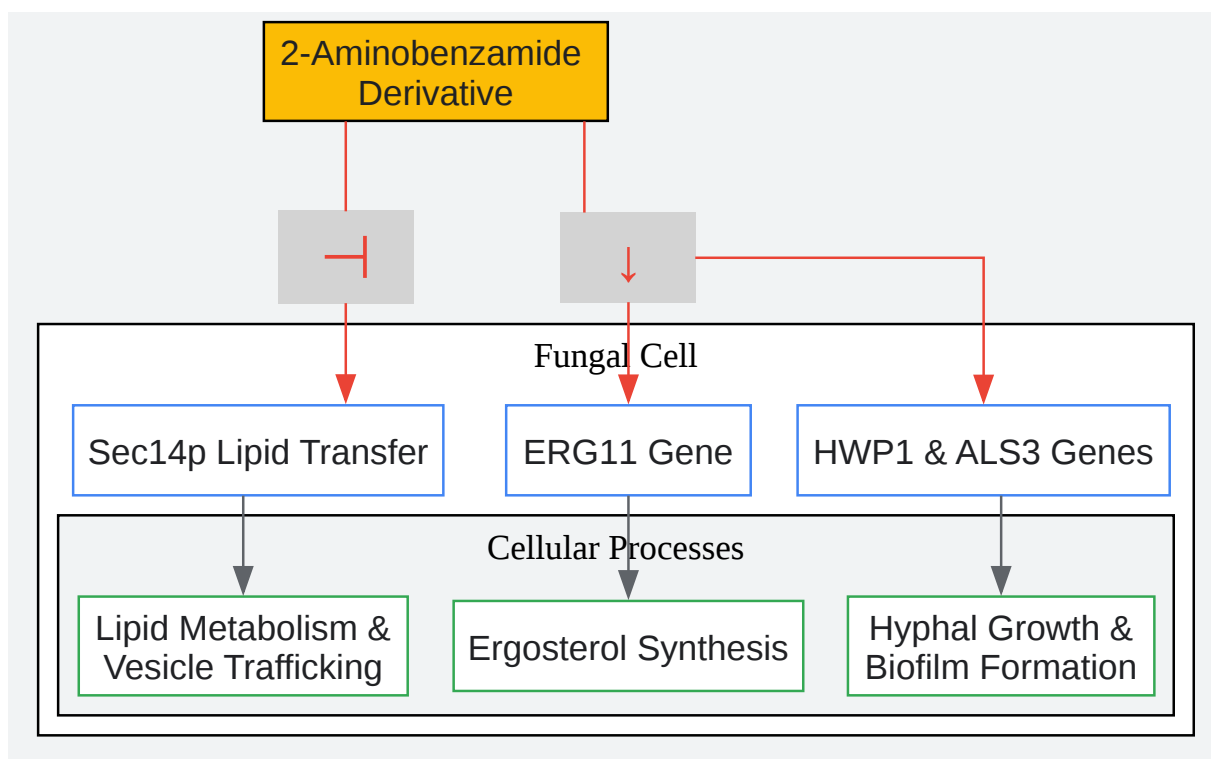 2-Aminobenzamide
Derivative
⊣
↓
Fungal Cell
Sec14p Lipid Transfer
ERG11 Gene
HWP1 & ALS3 Genes
Cellular Processes
Lipid Metabolism &
Vesicle Trafficking
Ergosterol Synthesis
Hyphal Growth &
Biofilm Formation